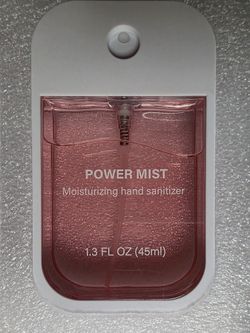 POWER MIST
Moisturizing hand sanitizer
1.3 FL OZ (45ml)